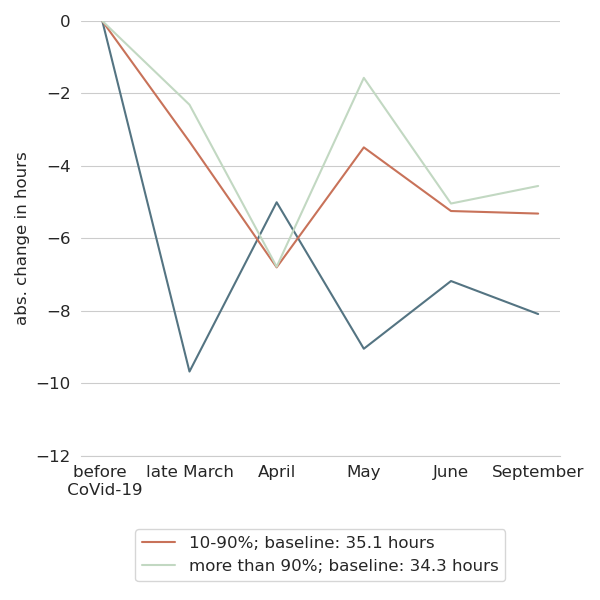 0
−2
−4
−6
−8
−10
−12
abs. change in hours
before
CoVid-19
late March
April
May
June
September
10-90%; baseline: 35.1 hours
more than 90%; baseline: 34.3 hours